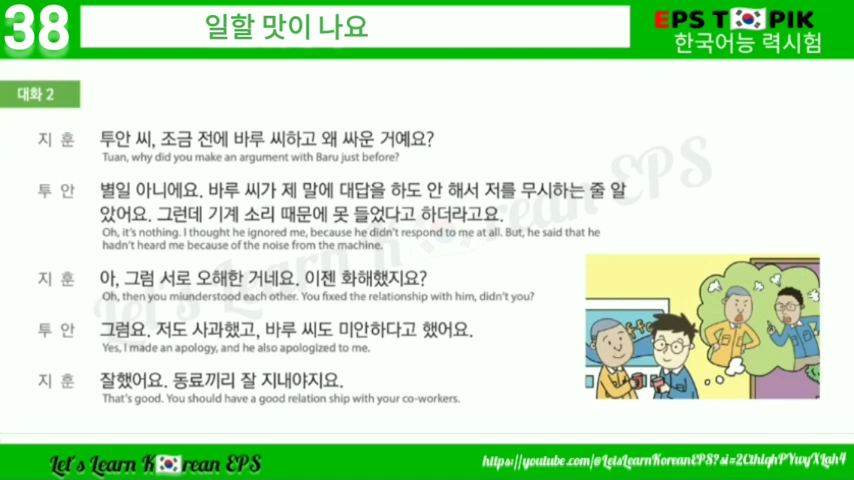 38
일할 맛이 나요
EPS T PIK
한국어능 력시험
대화 2
지 훈 투안 씨, 조금 전에 바루 씨하고 왜 싸운 거예요?
Tuan, why did you make an argument with Baru just before?
투 안 별일 아니에요. 바루 씨가 제 말에 대답을 하도 안 해서 저를 무시하는 줄 알
았어요. 그런데 기계 소리 때문에 못 들었다고 하더라고요.
Oh, it's nothing. I thought he ignored me, because he didn't respond to me at all. But, he said that he
hadn't heard me because of the noise from the machine.
지 훈 아, 그럼 서로 오해한 거네요. 이젠 화해했지요?
Oh, then you miunderstood each other. You fixed the relationship with him, didn't you?
투 안 그럼요. 저도 사과했고, 바루 씨도 미안하다고 했어요.
Yes, I made an apology, and he also apologized to me.
지 훈 잘했어요. 동료끼리 잘 지내야지요.
That's good. You should have a good relation ship with your co-workers.
Let's Learn K rean EPS
Let's Learn K rean EPS